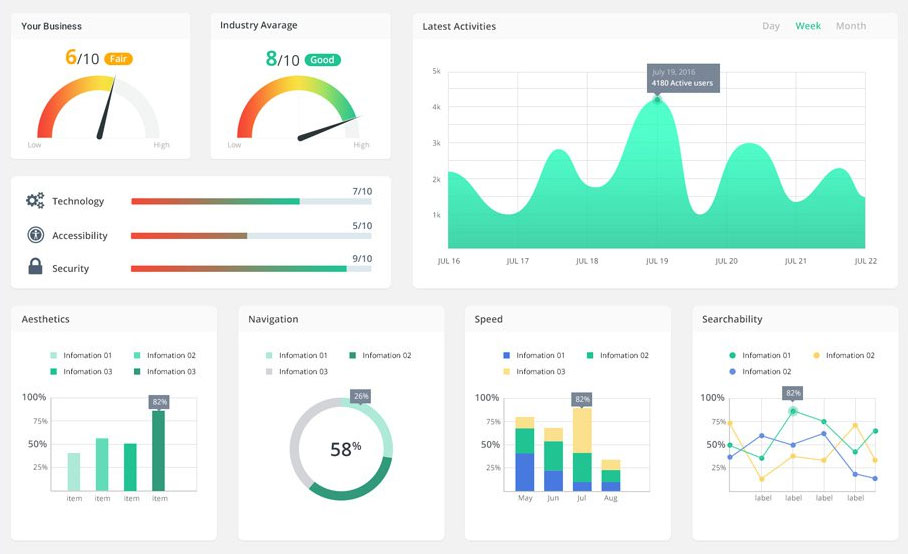 Your Business
6/10 Fair
Low High
Industry Avarage
8/10 Good
Low High
Latest Activities Day Week Month
July 19, 2016
4180 Active users
5k
4k
3k
2k
1k
JUL 16 JUL 17 JUL 18 JUL 19 JUL 20 JUL 21 JUL 22
Technology 7/10
Accessibility 5/10
Security 9/10
Aesthetics
Infomation 01 Infomation 02
Infomation 03 Infomation 03
100%
82%
75%
50%
25%
item item item item
Navigation
Infomation 01 Infomation 02
Infomation 03
26%
58%
Speed
Infomation 01 Infomation 02
Infomation 03
100%
82%
75%
50%
25%
May Jun Jul Aug
Searchability
Infomation 01 Infomation 02
Infomation 02
82%
100%
75%
50%
25%
label label label label